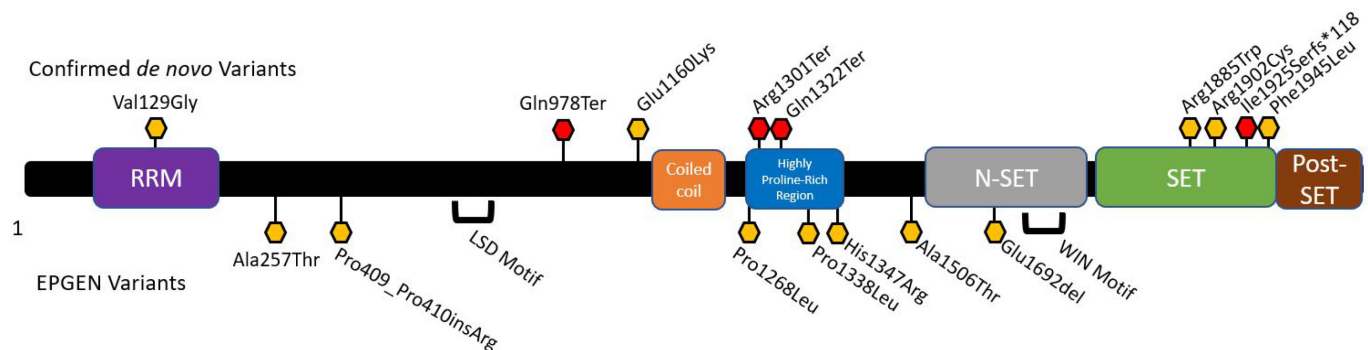 Confirmed de novo Variants
Val129Gly
Gln978Ter
Glu1160Lys
Arg1301Ter
Gln1322Ter
Arg1885Trp
Arg1902Cys
Ile1925Serfs*118
Phe1945Leu
RRM
Coiled
coil
Highly
Proline-Rich
Region
N-SET
SET
Post-
SET
1
Ala257Thr
Pro409_Pro410insArg
LSD Motif
Pro1268Leu
Pro1338Leu
His1347Arg
Ala1506Thr
Glu1692del
WIN Motif
EPGEN Variants